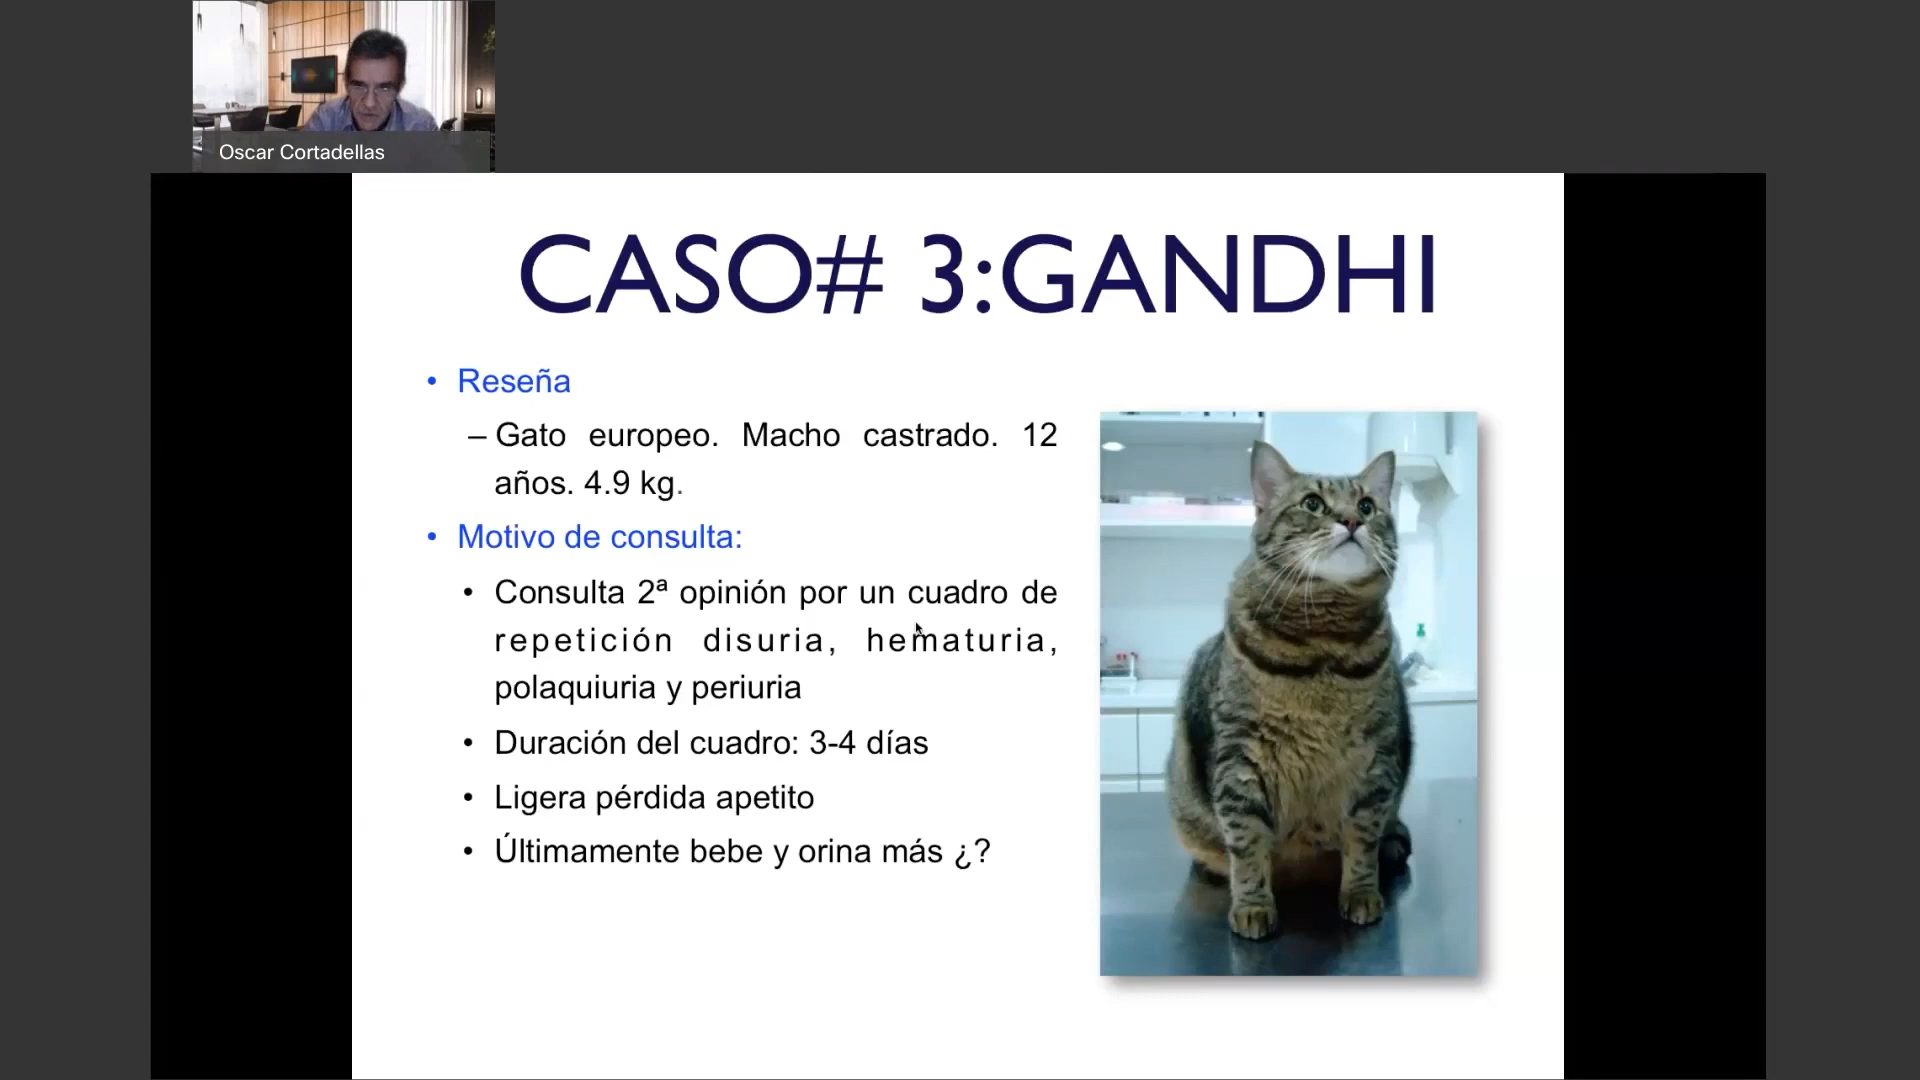 Oscar Cortadellas
CASO# 3:GANDHI
• Reseña
– Gato europeo. Macho castrado. 12
años. 4.9 kg.
• Motivo de consulta:
• Consulta 2ª opinión por un cuadro de
repetición disuria, hematuria,
polaquiuria y periuria
• Duración del cuadro: 3-4 días
• Ligera pérdida apetito
• Últimamente bebe y orina más ¿?